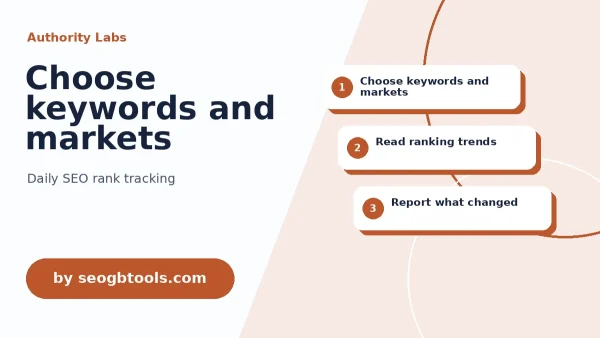 Authority Labs
Choose
keywords and
markets
Daily SEO rank tracking
by seogbtools.com
1
Choose keywords and
markets
2
Read ranking trends
3
Report what changed